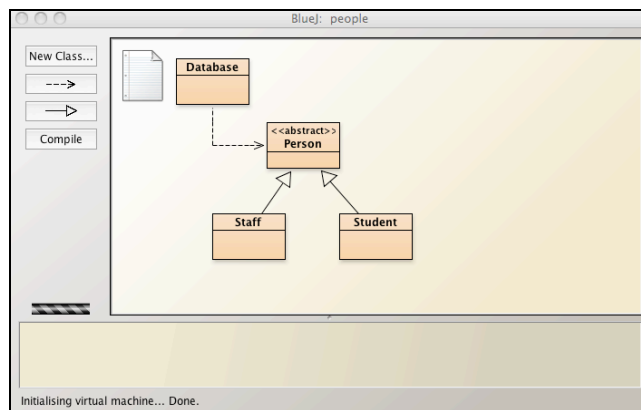 BlueJ: people
New Class...
Compile
Database
<<abstract>>
Person
Staff
Student
Initialising virtual machine... Done.